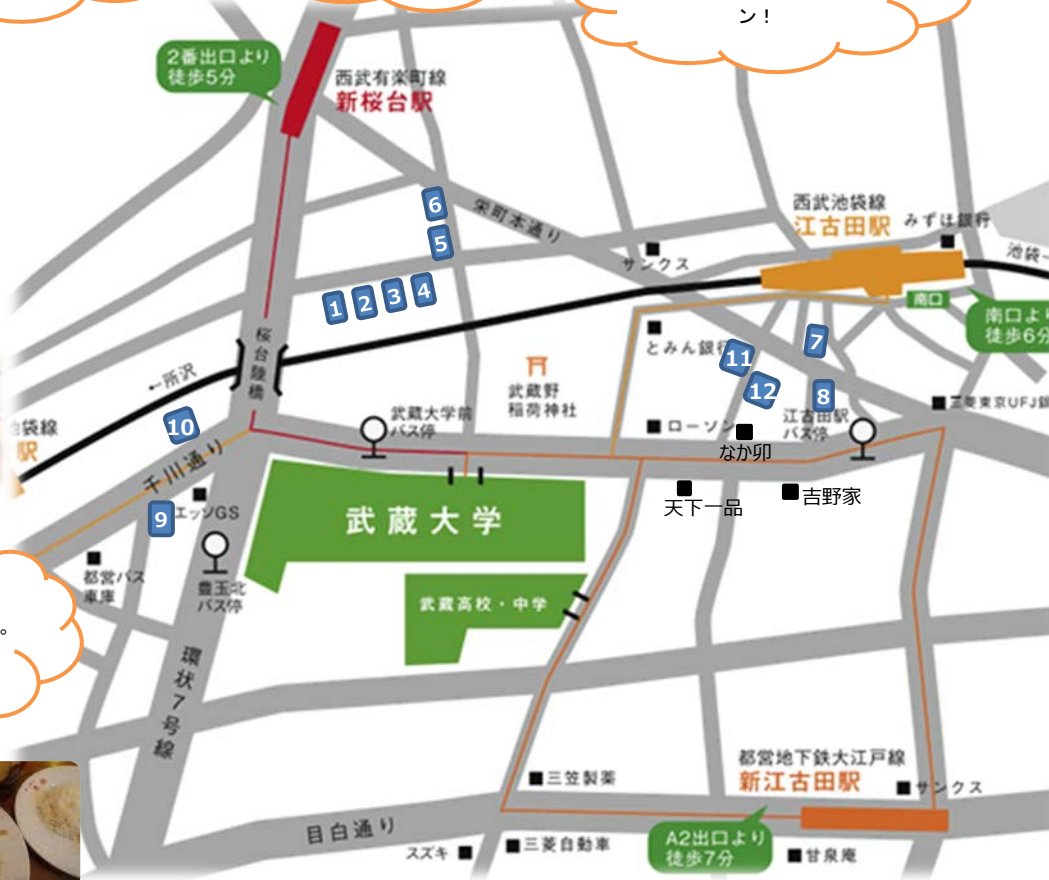 ン！
2番出口より
徒歩5分
西武有楽町線
新桜台駅
6
栄町本通り
5
西武池袋線
江古田駅
みずほ銀行
サンクス
池袋
1
2
3
4
南口
南口より
徒歩6分
桜台陸橋
とみん銀行
11
7
←所沢
12
8
武蔵野
稲荷神社
三菱東京UFJ銀
袋線
駅
10
武蔵大学前
バス停
ローソン
江古田駅
バス停
なか卯
千川通り
9
エッソGS
武蔵大学
天下一品
吉野家
都営バス
車庫
豊玉北
バス停
武蔵高校・中学
。
環状7号線
三笠製薬
都営地下鉄大江戸線
新江古田駅
サンクス
目白通り
スズキ
三菱自動車
A2出口より
徒歩7分
甘泉庵